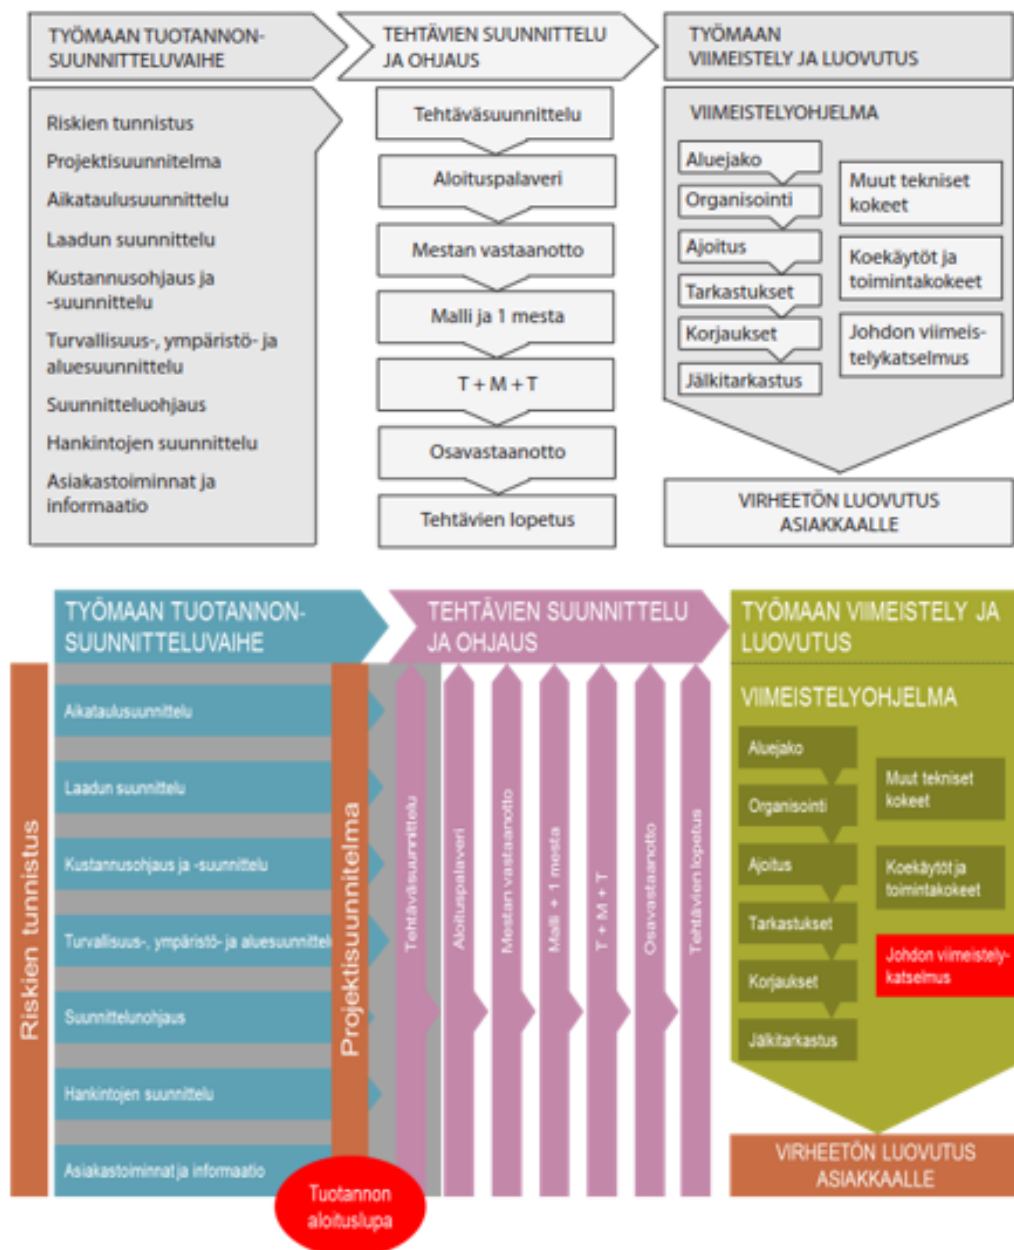 TYÖMAAN TUOTANNON-
SUUNNITTELUVAIHE
TEHTÄVIEN SUUNNITTELU
JA OHJAUS
TYÖMAAN
VIIMEISTELY JA LUOVUTUS
Riskien tunnistus
Projektisuunnitelma
Aikataulusuunnittelu
Laadun suunnittelu
Kustannusohjaus ja
-suunnittelu
Turvallisuus-, ympäristö- ja
aluesuunnittelu
Suunnitteluohjaus
Hankintojen suunnittelu
Asiakastoiminnat ja
informaatio
Tehtäväsuunnittelu
Aloituspalaveri
Mestan vastaanotto
Malli ja 1 mesta
T + M + T
Osavastaanotto
Tehtävien lopetus
VIIMEISTELYOHJELMA
Aluejako
Organisointi
Ajoitus
Tarkastukset
Korjaukset
Jälkitarkastus
Muut tekniset
kokeet
Koekäytöt ja
toimintakokeet
Johdon viimeis-
telykatselmus
VIRHEETÖN LUOVUTUS
ASIAKKAALLE
TYÖMAAN TUOTANNON-
SUUNNITTELUVAIHE
TEHTÄVIEN SUUNNITTELU
JA OHJAUS
TYÖMAAN VIIMEISTELY JA
LUOVUTUS
Riskien tunnistus
Aikataulusuunnittelu
Laadun suunnittelu
Kustannusohjaus ja -suunnittelu
Turvallisuus-, ympäristö- ja aluesuunnittelu
Suunnittelunohjaus
Hankintojen suunnittelu
Asiakastoiminnat ja informaatio
Projektisuunnitelma
Tuotannon
aloituslupa
Tehtäväsuunnittelu
Aloituspalaveri
Mestan vastaanotto
Malli + 1 mesta
T + M + T
Osavastaanotto
Tehtävien lopetus
VIIMEISTELYOHJELMA
Aluejako
Organisointi
Ajoitus
Tarkastukset
Korjaukset
Jälkitarkastus
Muut tekniset
kokeet
Koekäytöt ja
toimintakokeet
Johdon viimeistely-
katselmus
VIRHEETÖN LUOVUTUS
ASIAKKAALLE